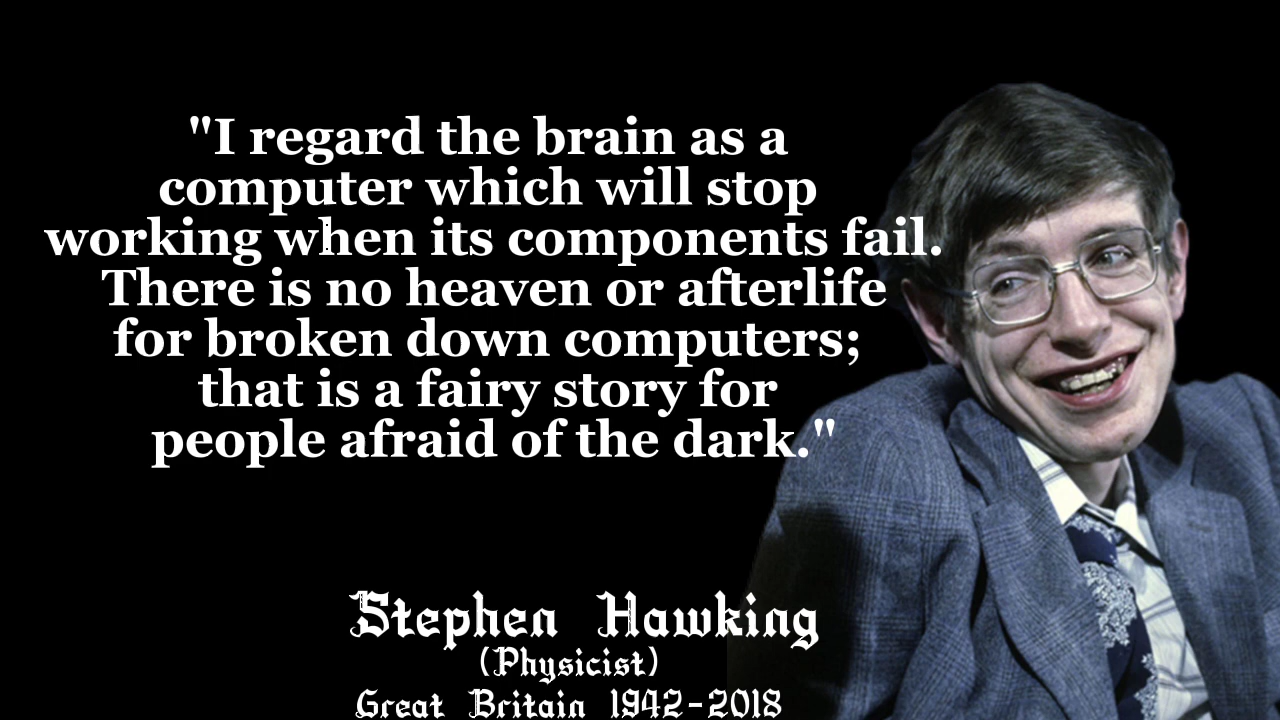 "I regard the brain as a
computer which will stop
working when its components fail.
There is no heaven or afterlife
for broken down computers;
that is a fairy story for
people afraid of the dark."
Stephen Hawking
(Physicist)
Great Britain 1942-2018